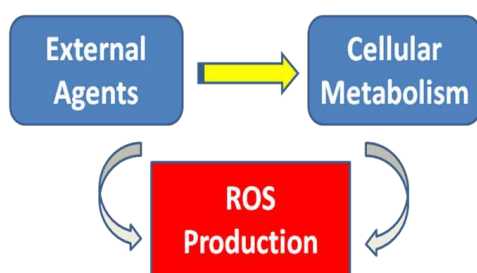 External
Agents
Cellular
Metabolism
ROS
Production